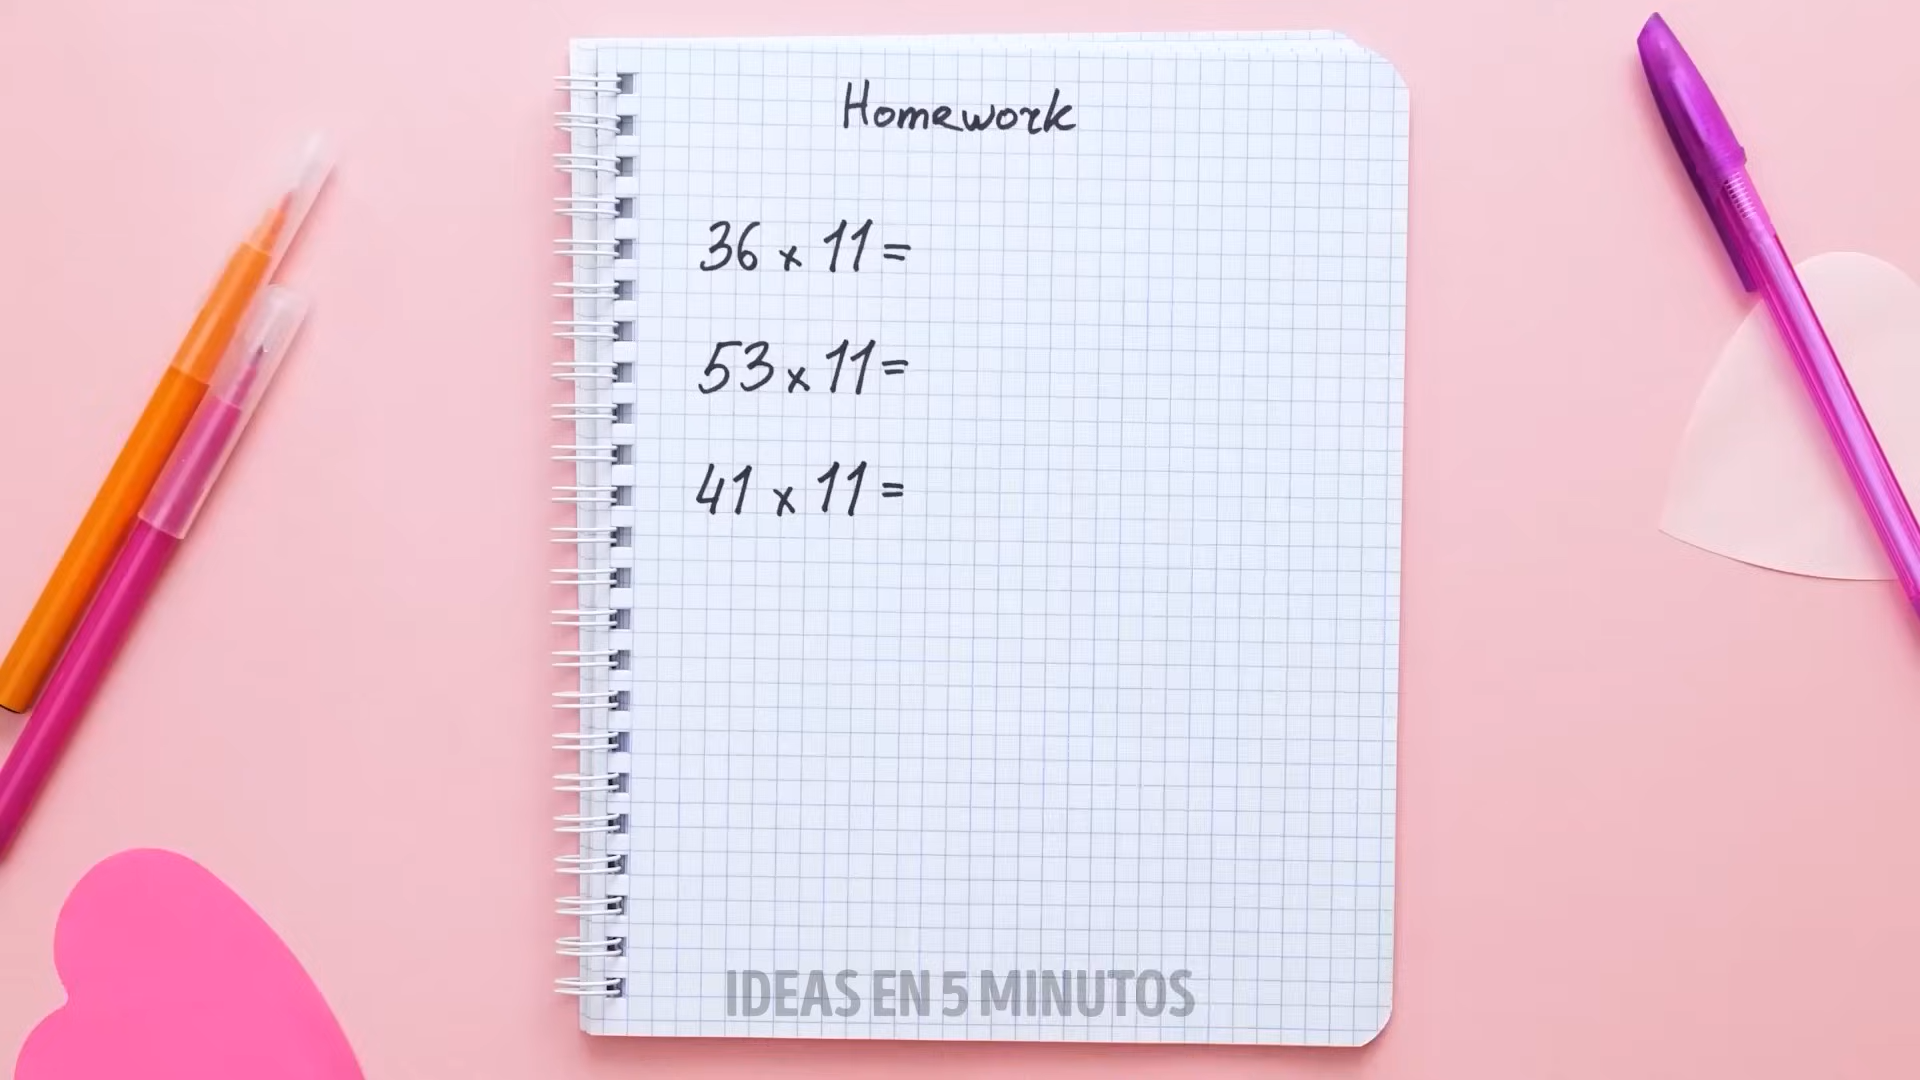 Homework
36 x 11 =
53 x 11 =
41 x 11 =
IDEAS EN 5 MINUTOS